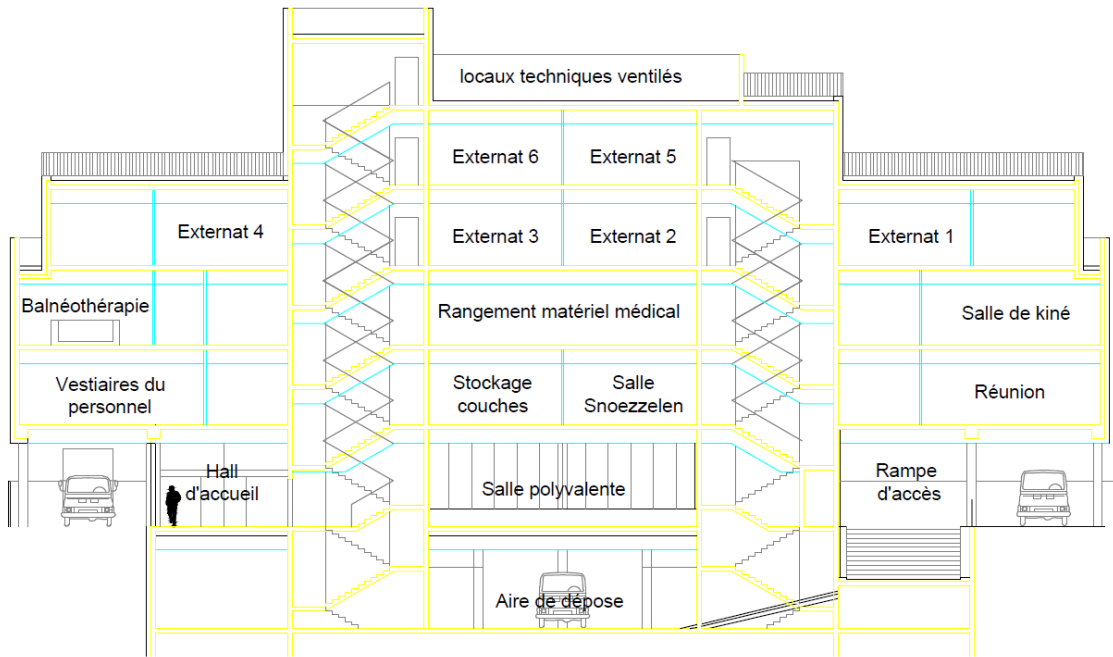 locaux techniques ventilés
Externat 6
Externat 5
Externat 4
Externat 3
Externat 2
Externat 1
Balnéothérapie
Rangement matériel médical
Salle de kiné
Vestiaires du
personnel
Stockage
couches
Salle
Snoezzelen
Réunion
Hall
d'accueil
Salle polyvalente
Rampe
d'accès
Aire de dépose